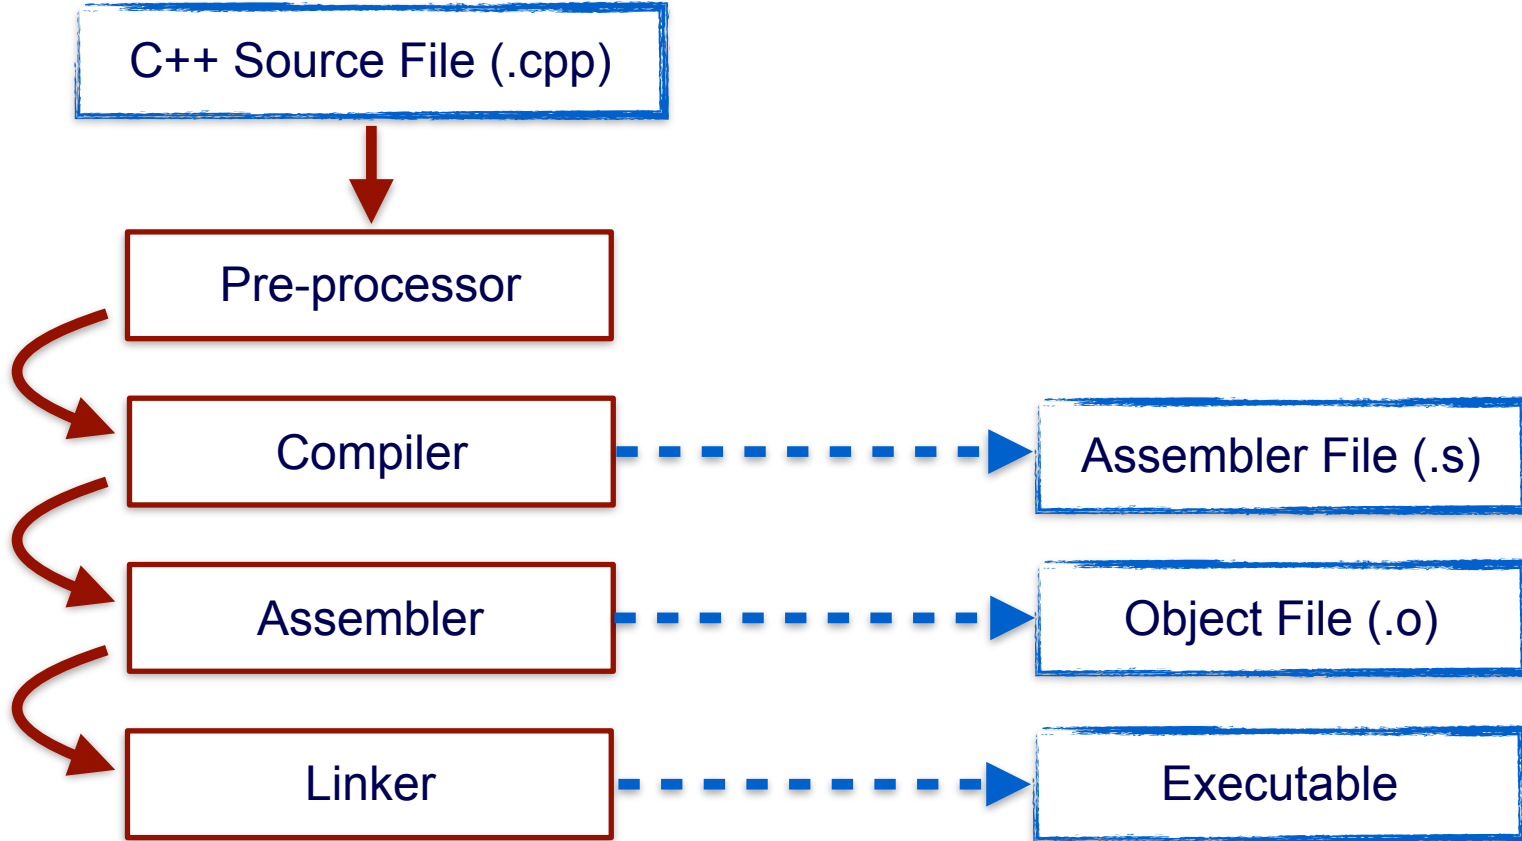 C++ Source File (.cpp)
Pre-processor
Compiler
Assembler File (.s)
Assembler
Object File (.o)
Linker
Executable